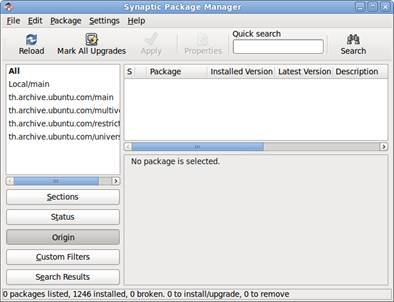 Synaptic Package Manager
File Edit Package Settings Help
Reload Mark All Upgrades Apply Properties Quick search Search
All
Local/main
th.archive.ubuntu.com/main
th.archive.ubuntu.com/multive
th.archive.ubuntu.com/restrict
th.archive.ubuntu.com/univers
S Package Installed Version Latest Version Description
No package is selected.
Sections
Status
Origin
Custom Filters
Search Results
0 packages listed, 1246 installed, 0 broken. 0 to install/upgrade, 0 to remove